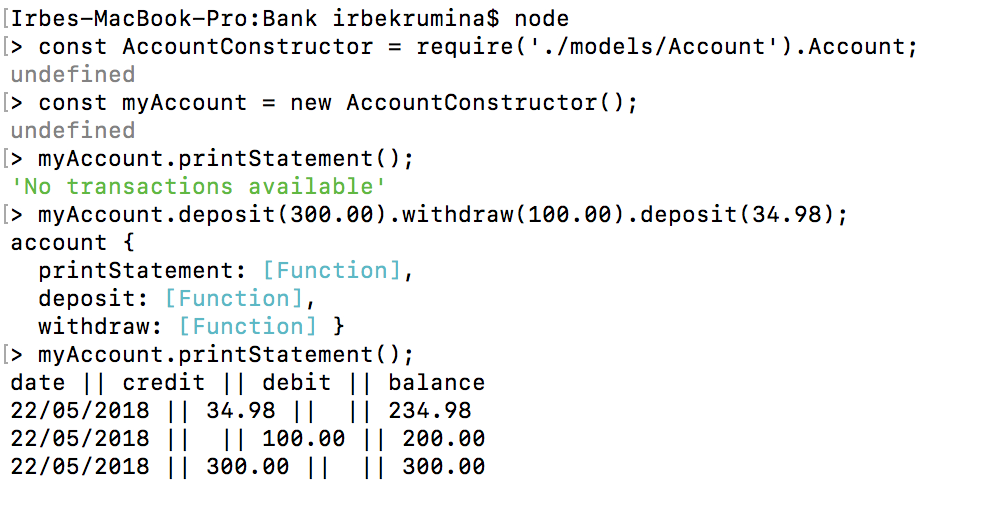 [Irbes-MacBook-Pro:Bank irbekrumina$ node
[> const AccountConstructor = require('./models/Account').Account;
undefined
[> const myAccount = new AccountConstructor();
undefined
[> myAccount.printStatement();
'No transactions available'
[> myAccount.deposit(300.00).withdraw(100.00).deposit(34.98);
account {
  printStatement: [Function],
  deposit: [Function],
  withdraw: [Function] }
[> myAccount.printStatement();
date || credit || debit || balance
22/05/2018 || 34.98 ||  || 234.98
22/05/2018 ||  || 100.00 || 200.00
22/05/2018 || 300.00 ||  || 300.00